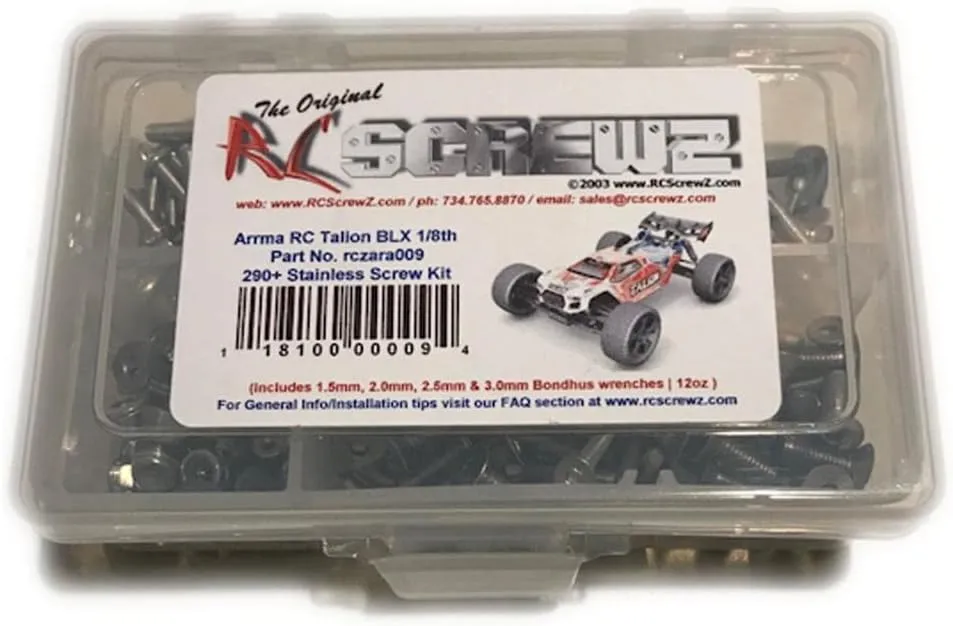 The Original
RC SCREWZ
©2003 www.RCScrewZ.com
web: www.RCScrewZ.com / ph: 734.765.8870 / email: sales@rcscrewz.com
Arrma RC Talion BLX 1/8th
Part No. rczara009
290+ Stainless Screw Kit
TALION
1 18100 00009 4
(includes 1.5mm, 2.0mm, 2.5mm & 3.0mm Bondhus wrenches | 12oz )
For General Info/Installation tips visit our FAQ section at www.rcscrewz.com